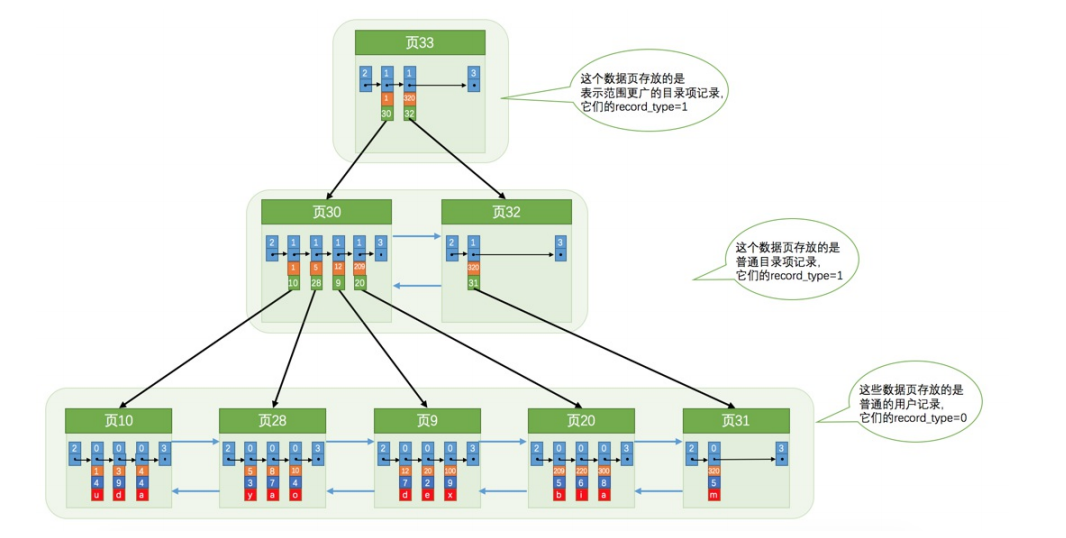 页33
2 1 1 3
1 320
30 32
这个数据页存放的是
表示范围更广的目录项记录,
它们的record_type=1
页30 页32
2 1 1 1 1 3 2 1 3
1 5 12 209 320
10 28 9 20 31
这个数据页存放的是
普通目录项记录,
它们的record_type=1
这些数据页存放的是
普通的用户记录,
它们的record_type=0
页10 页28 页9 页20 页31
2 0 0 0 3 2 0 0 0 3 2 0 0 0 3 2 0 0 0 3 2 0 3
1 3 4 5 8 10 12 20 100 209 220 300 320
4 9 4 3 7 4 7 2 9 5 6 8 5
u d a y a o d e x b i a m